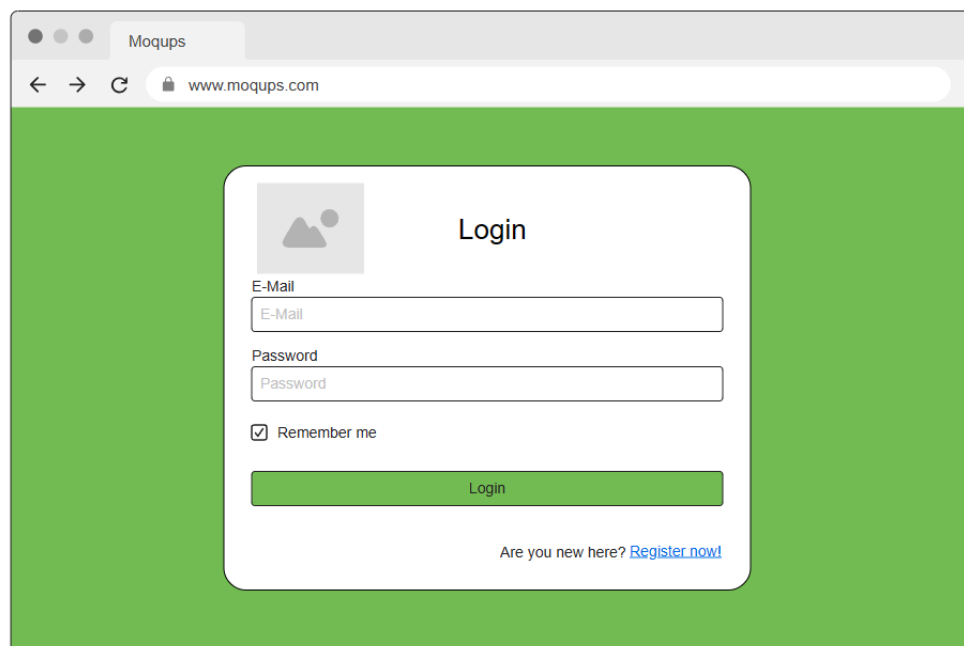 Moqups
www.moqups.com
Login
E-Mail
E-Mail
Password
Password
Remember me
Login
Are you new here? Register now!